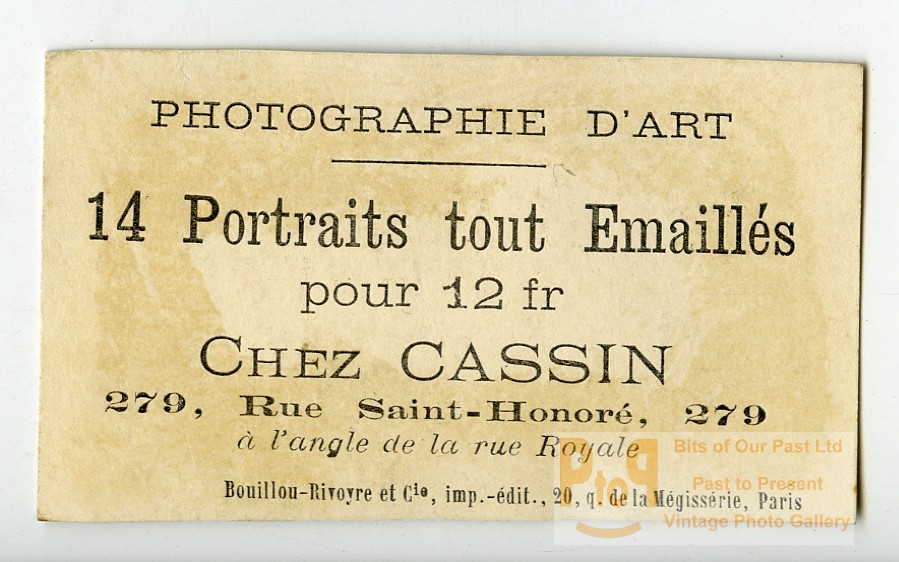 PHOTOGRAPHIE D'ART
14 Portraits tout Emaillés
pour 12 fr
CHEZ CASSIN
279, Rue Saint-Honoré, 279
à l'angle de la rue Royale
Bouillou-Rivoyre et Cie, imp.-édit., 20, q. de la Mégissérie, Paris
PtoP
Bits of Our Past Ltd
Past to Present
Vintage Photo Gallery